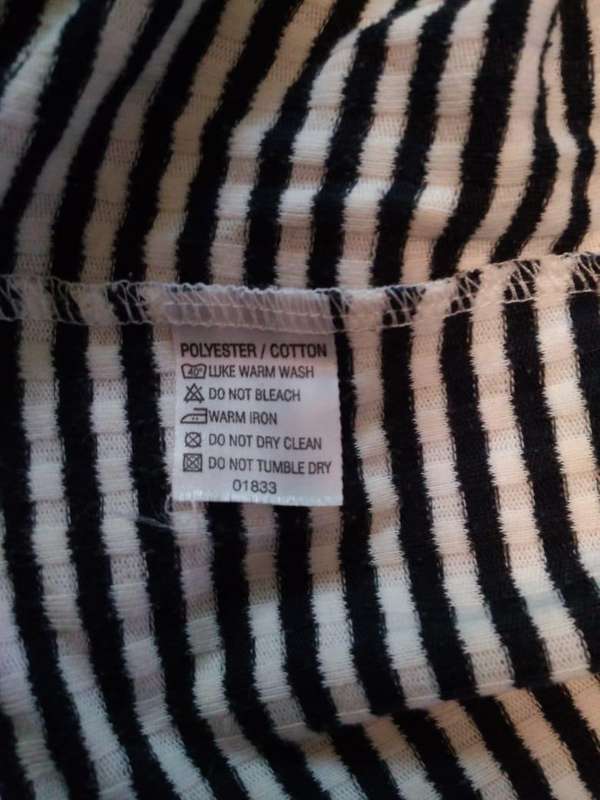 POLYESTER / COTTON
40° LUKE WARM WASH
DO NOT BLEACH
WARM IRON
DO NOT DRY CLEAN
DO NOT TUMBLE DRY
01833